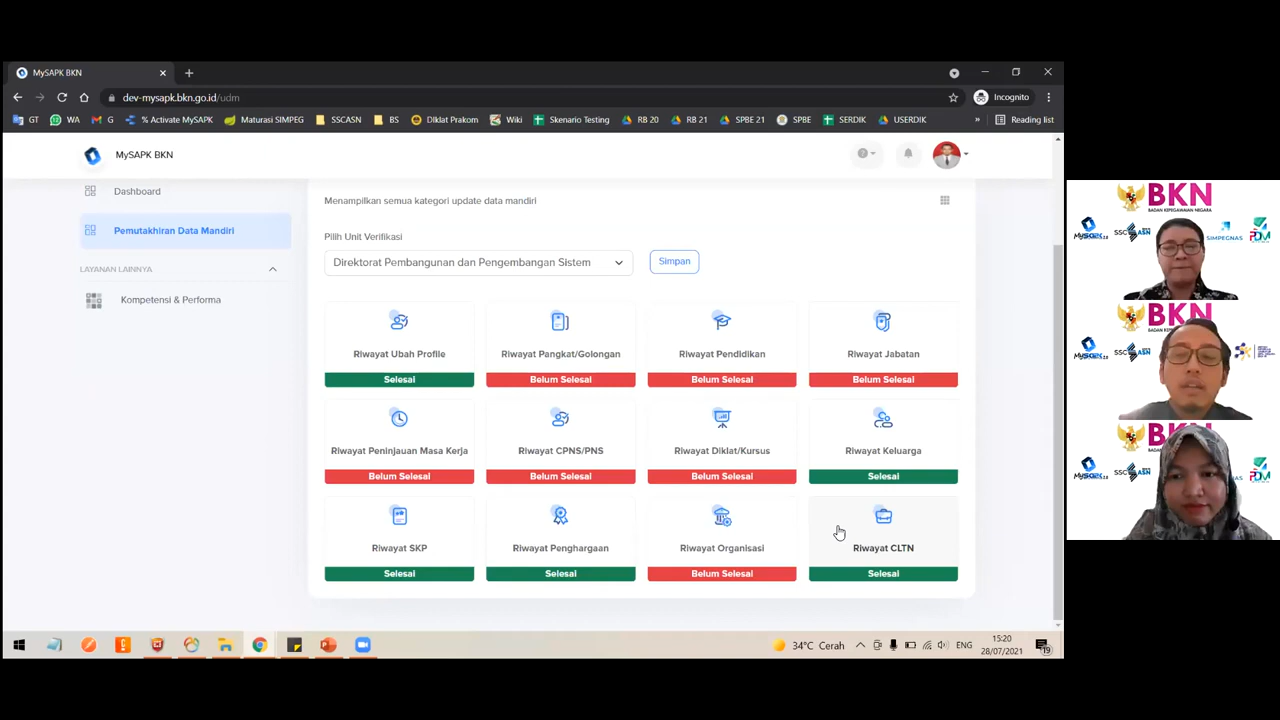 MySAPK BKN
dev-mysapk.bkn.go.id/udm
Incognito
GT WA G % Activate MySAPK Maturasi SIMPEG SSCASN BS DIklat Prakom Wiki Skenario Testing RB 20 RB 21 SPBE 21 SPBE SERDIK USERDIK » Reading list
MySAPK BKN
Dashboard
Pemutakhiran Data Mandiri
LAYANAN LAINNYA
Kompetensi & Performa
Menampilkan semua kategori update data mandiri
Pilih Unit Verifikasi
Direktorat Pembangunan dan Pengembangan Sistem
Simpan
Riwayat Ubah Profile
Selesai
Riwayat Pangkat/Golongan
Belum Selesai
Riwayat Pendidikan
Belum Selesai
Riwayat Jabatan
Belum Selesai
Riwayat Peninjauan Masa Kerja
Belum Selesai
Riwayat CPNS/PNS
Belum Selesai
Riwayat Diklat/Kursus
Belum Selesai
Riwayat Keluarga
Selesai
Riwayat SKP
Selesai
Riwayat Penghargaan
Selesai
Riwayat Organisasi
Belum Selesai
Riwayat CLTN
Selesai
34°C Cerah
ENG
15:20
28/07/2021
19
BKN
BADAN KEPEGAWAIAN NEGARA
SIMPEGNAS
BKN
BKN